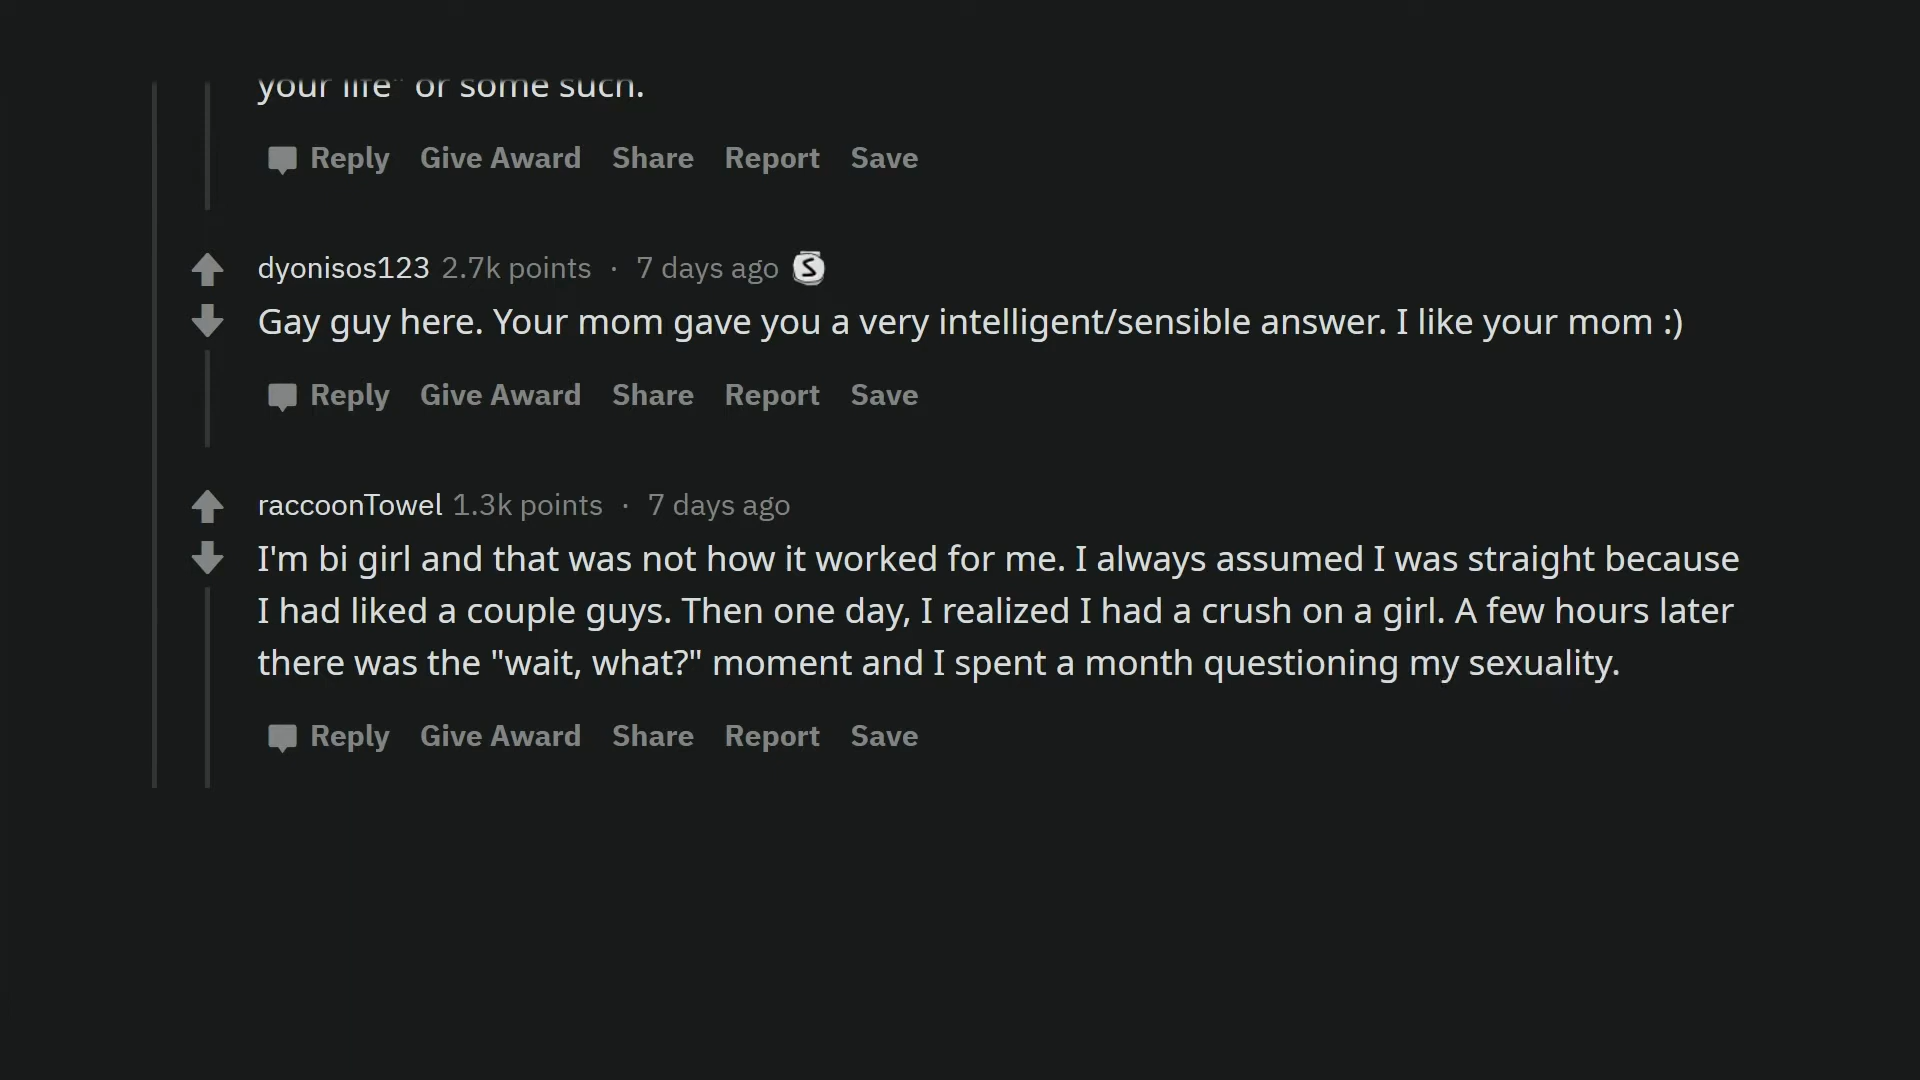 your life" or some such.
Reply Give Award Share Report Save
dyonisos123 2.7k points · 7 days ago S
Gay guy here. Your mom gave you a very intelligent/sensible answer. I like your mom :)
Reply Give Award Share Report Save
raccoonTowel 1.3k points · 7 days ago
I'm bi girl and that was not how it worked for me. I always assumed I was straight because
I had liked a couple guys. Then one day, I realized I had a crush on a girl. A few hours later
there was the "wait, what?" moment and I spent a month questioning my sexuality.
Reply Give Award Share Report Save